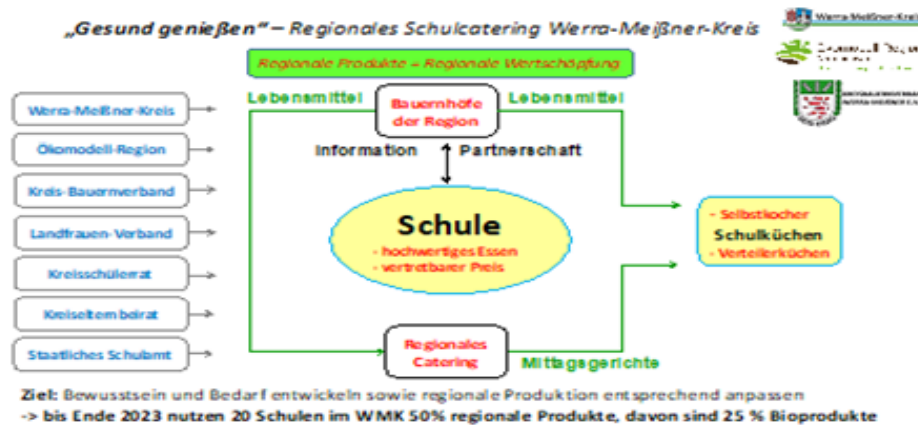 „Gesund genießen“ – Regionales Schulcatering Werra-Meißner-Kreis
Werra-Meißner-Kreis
Regionale Produkte = Regionale Wertschöpfung
Werra-Meißner-Kreis
Ökomodell-Region
Kreis-Bauernverband
Landfrauen-Verband
Kreisschülerrat
Kreiselternbeirat
Staatliches Schulamt
Lebensmittel
Bauernhöfe
der Region
Lebensmittel
Information
Partnerschaft
Schule
- hochwertiges Essen
- vertretbarer Preis
- Selbstkocher
Schulküchen
- Verteilerküchen
Regionales
Catering
Mittagsgerichte
Ziel: Bewusstsein und Bedarf entwickeln sowie regionale Produktion entsprechend anpassen
-> bis Ende 2023 nutzen 20 Schulen im WMK 50% regionale Produkte, davon sind 25 % Bioprodukte